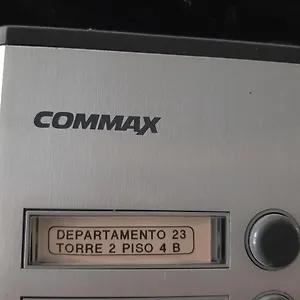 COMMAX
DEPARTAMENTO 23
TORRE 2 PISO 4 B